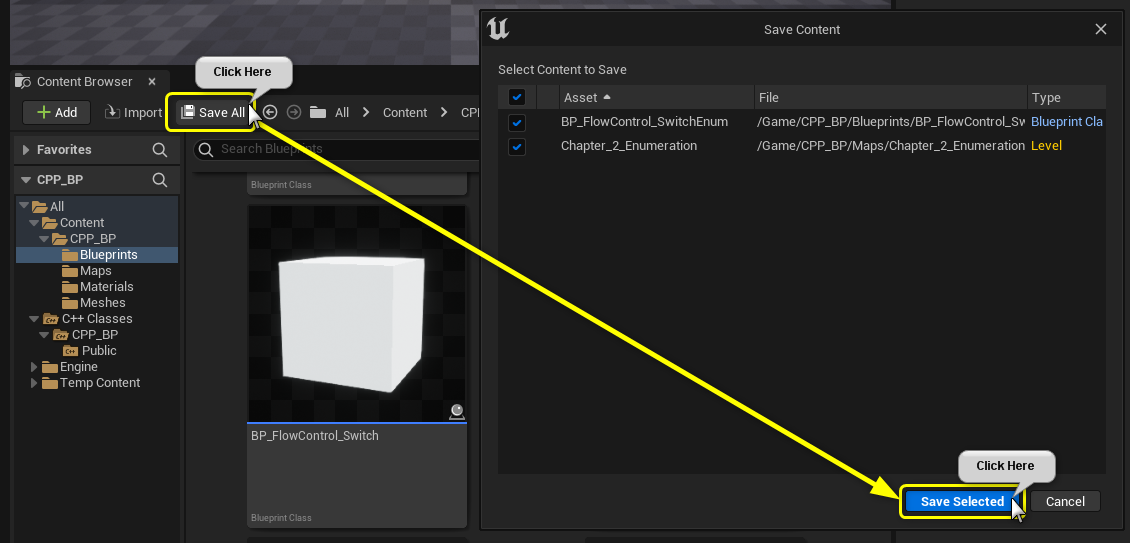 Save Content
Select Content to Save
Asset File Type
BP_FlowControl_SwitchEnum /Game/CPP_BP/Blueprints/BP_FlowControl_Sw Blueprint Cla
Chapter_2_Enumeration /Game/CPP_BP/Maps/Chapter_2_Enumeration Level
Click Here
Save Selected Cancel
Content Browser
Click Here
Add Import Save All All Content CPP
Favorites
Search Blueprints
CPP_BP
Blueprint Class
All
Content
CPP_BP
Blueprints
Maps
Materials
Meshes
C++ Classes
CPP_BP
Public
Engine
Temp Content
BP_FlowControl_Switch
Blueprint Class